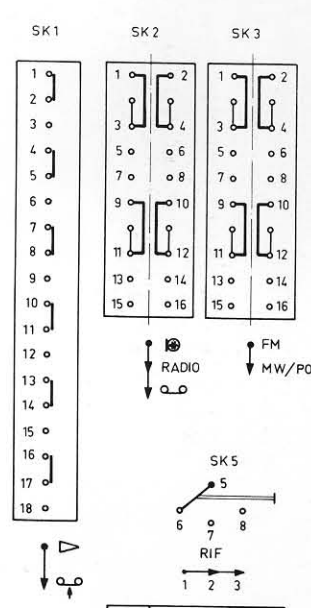 SK1 SK2 SK3
1 1 2 1 2
2
3 3 4 3 4
4
5 5 6 5 6
6 7 8 7 8
7 9 10 9 10
8 11 12 11 12
9 13 14 13 14
10 15 16 15 16
11
12
13
14
15
16
17
18
FM
RADIO MW/PO
SK5
5
6 7 8
RIF
1 2 3